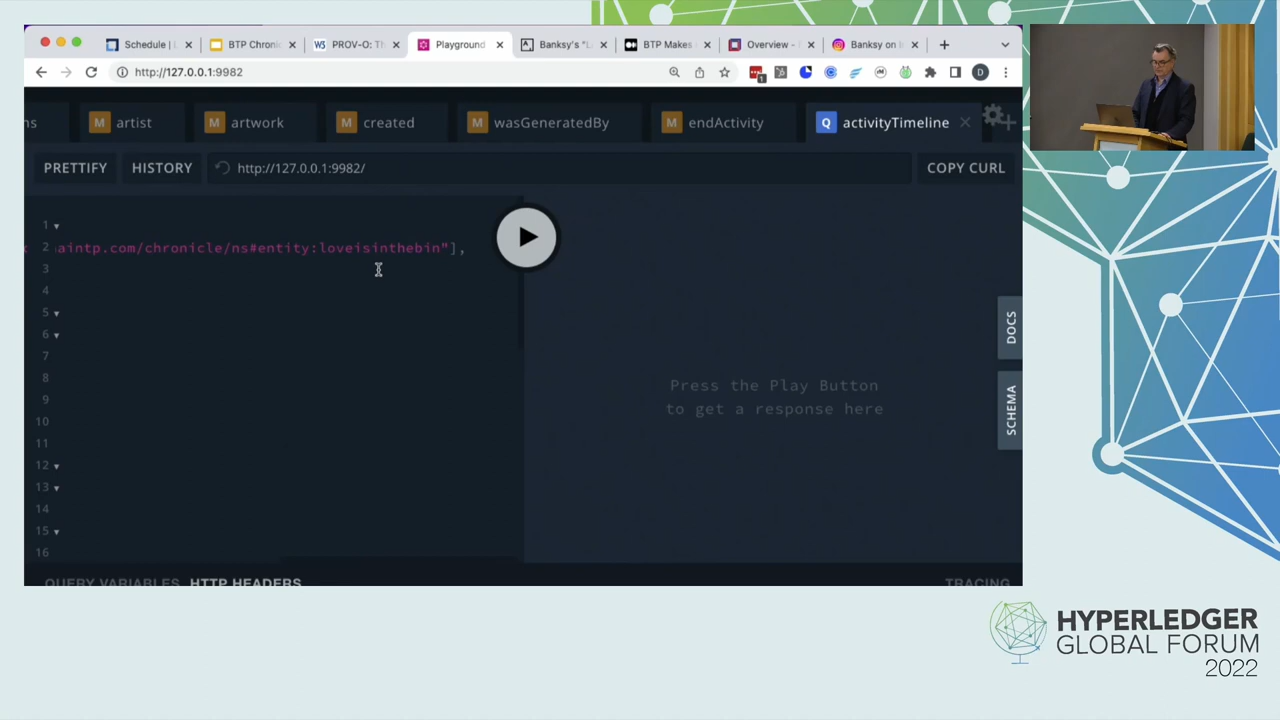 Schedule | L
BTP Chroni
WS PROV-O: Th
Playground
Banksy's "L
BTP Makes
Overview - P
Banksy on In
http://127.0.0.1:9982
D
ns
M artist
M artwork
M created
M wasGeneratedBy
M endActivity
Q activityTimeline
PRETTIFY
HISTORY
http://127.0.0.1:9982/
COPY CURL
1
2 aintp.com/chronicle/ns#entity:loveisinthebin"],
3
4
5
6
7
8
9
10
11
12
13
14
15
16
Press the Play Button
to get a response here
DOCS
SCHEMA
QUERY VARIABLES HTTP HEADERS
TRACING
HYPERLEDGER
GLOBAL FORUM
2022